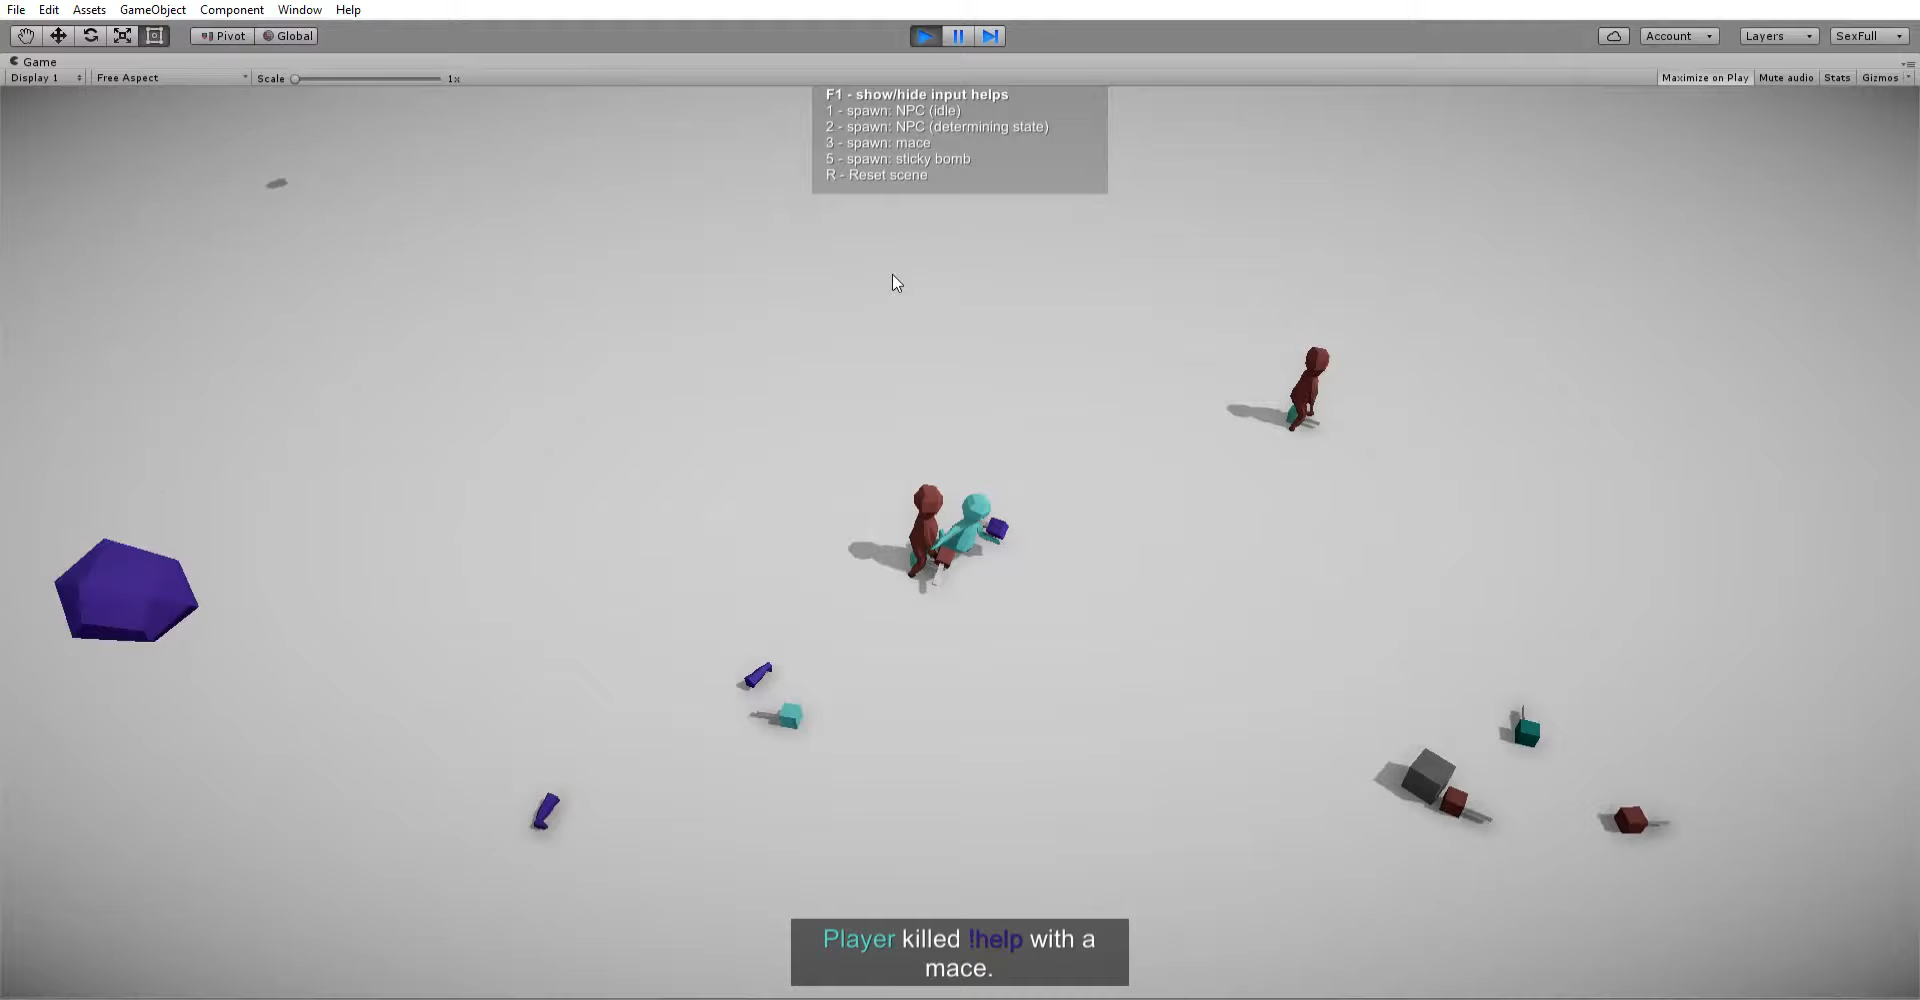 File Edit Assets GameObject Component Window Help
Pivot Global Account Layers SexFull
Game
Display 1 Free Aspect Scale 1x Maximize on Play Mute audio Stats Gizmos
F1 - show/hide input helps
1 - spawn: NPC (idle)
2 - spawn: NPC (determining state)
3 - spawn: mace
5 - spawn: sticky bomb
R - Reset scene
Player killed !help with a
mace.